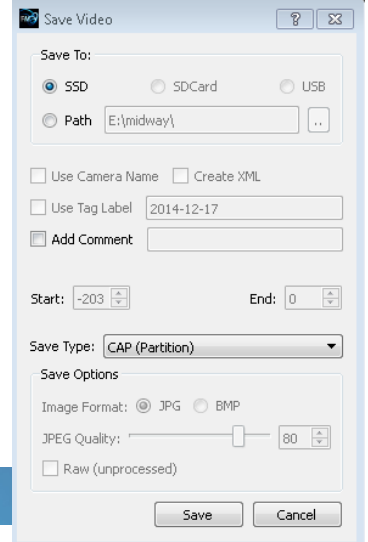 Save Video
Save To:
SSD SDCard USB
Path E:\midway\ ..
Use Camera Name Create XML
Use Tag Label 2014-12-17
Add Comment
Start: -203 End: 0
Save Type: CAP (Partition)
Save Options
Image Format: JPG BMP
JPEG Quality: 80
Raw (unprocessed)
Save Cancel